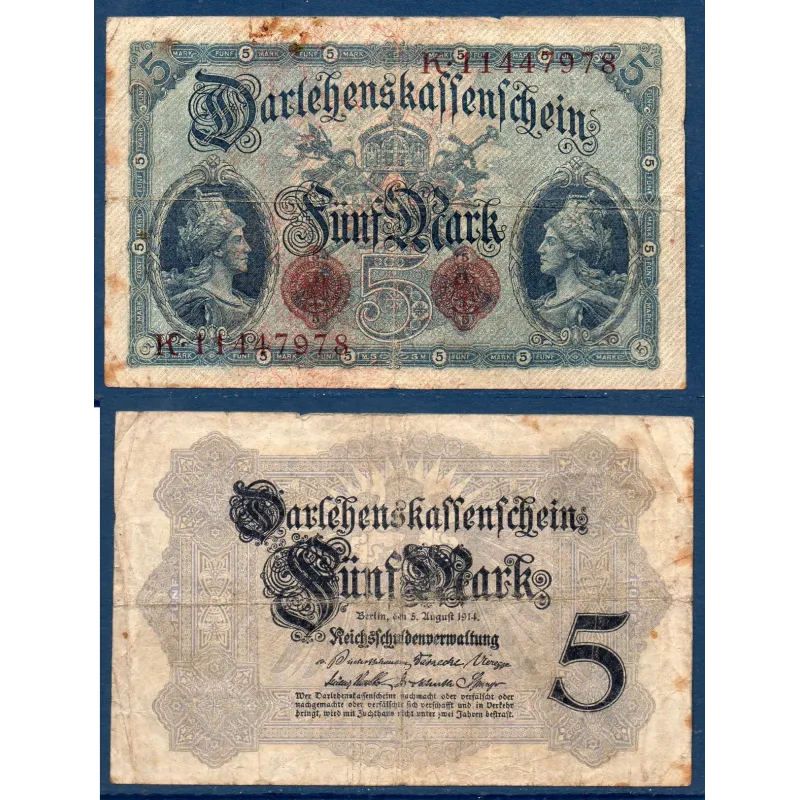 K·11447978
5 5
Darlehenskassenschein
Fünf Mark
5
K·11447978
Darlehenskassenschein
Fünf Mark
Berlin, den 5. August 1914.
Reichsschuldenverwaltung
5
Wer Darlehenskassenscheine nachmacht oder verfälscht oder
nachgemachte oder verfälschte sich verschafft und in Verkehr
bringt, wird mit Zuchthaus nicht unter zwei Jahren bestraft.